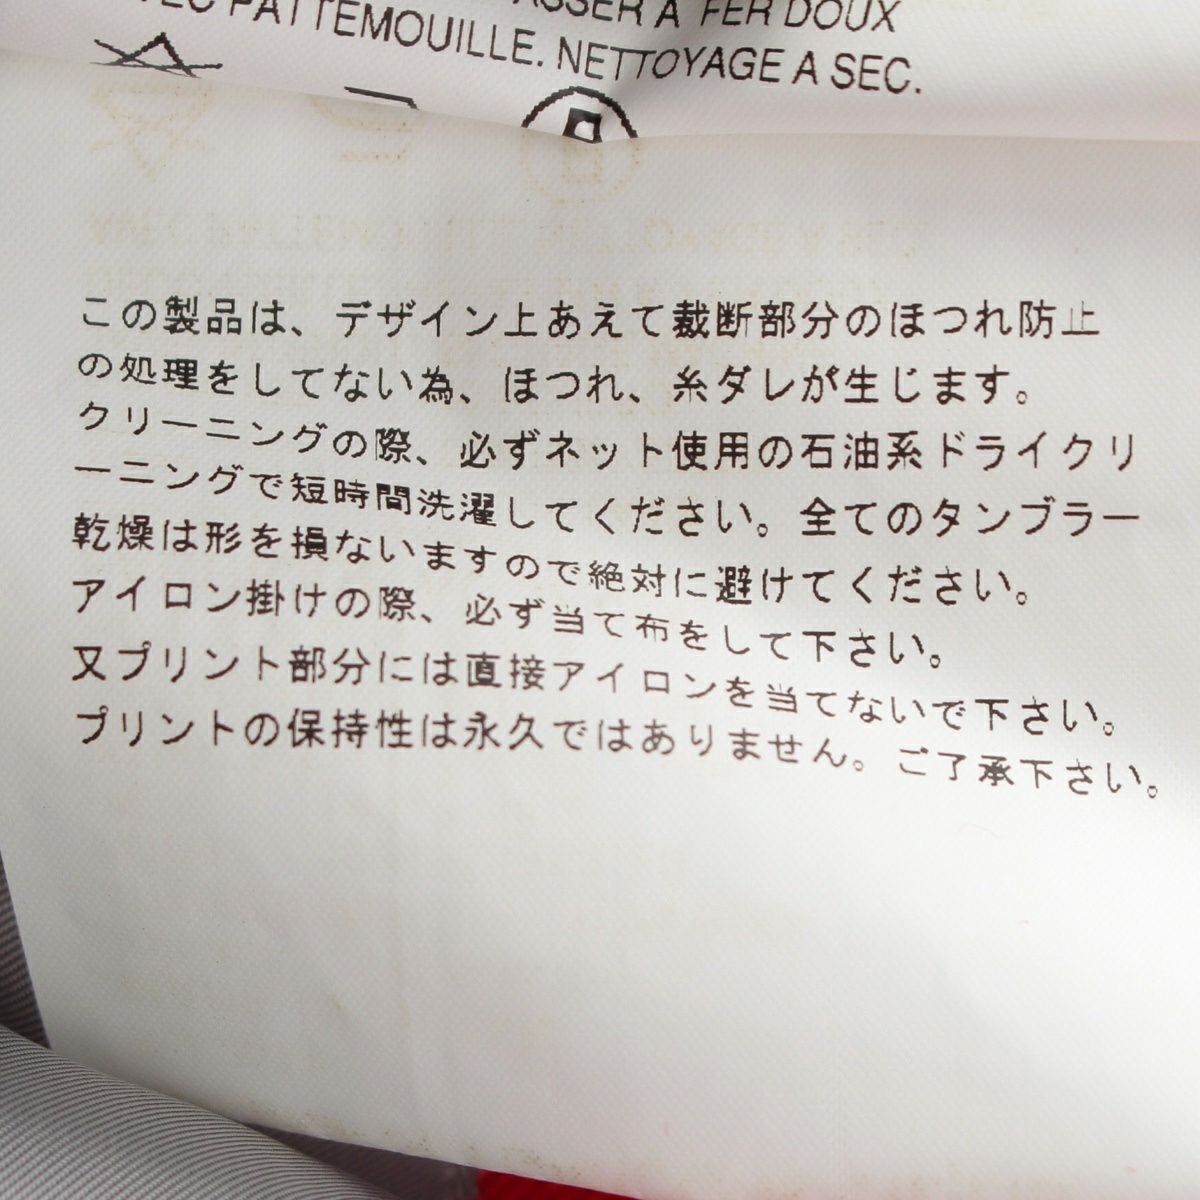 PASSER A FER DOUX
AVEC PATTEMOUILLE. NETTOYAGE A SEC.
この製品は、デザイン上あえて裁断部分のほつれ防止
の処理をしてない為、ほつれ、糸ダレが生じます。
クリーニングの際、必ずネット使用の石油系ドライクリ
ーニングで短時間洗濯してください。全てのタンブラー
乾燥は形を損ないますので絶対に避けてください。
アイロン掛けの際、必ず当て布をして下さい。
又プリント部分には直接アイロンを当てないで下さい。
プリントの保持性は永久ではありません。ご了承下さい。